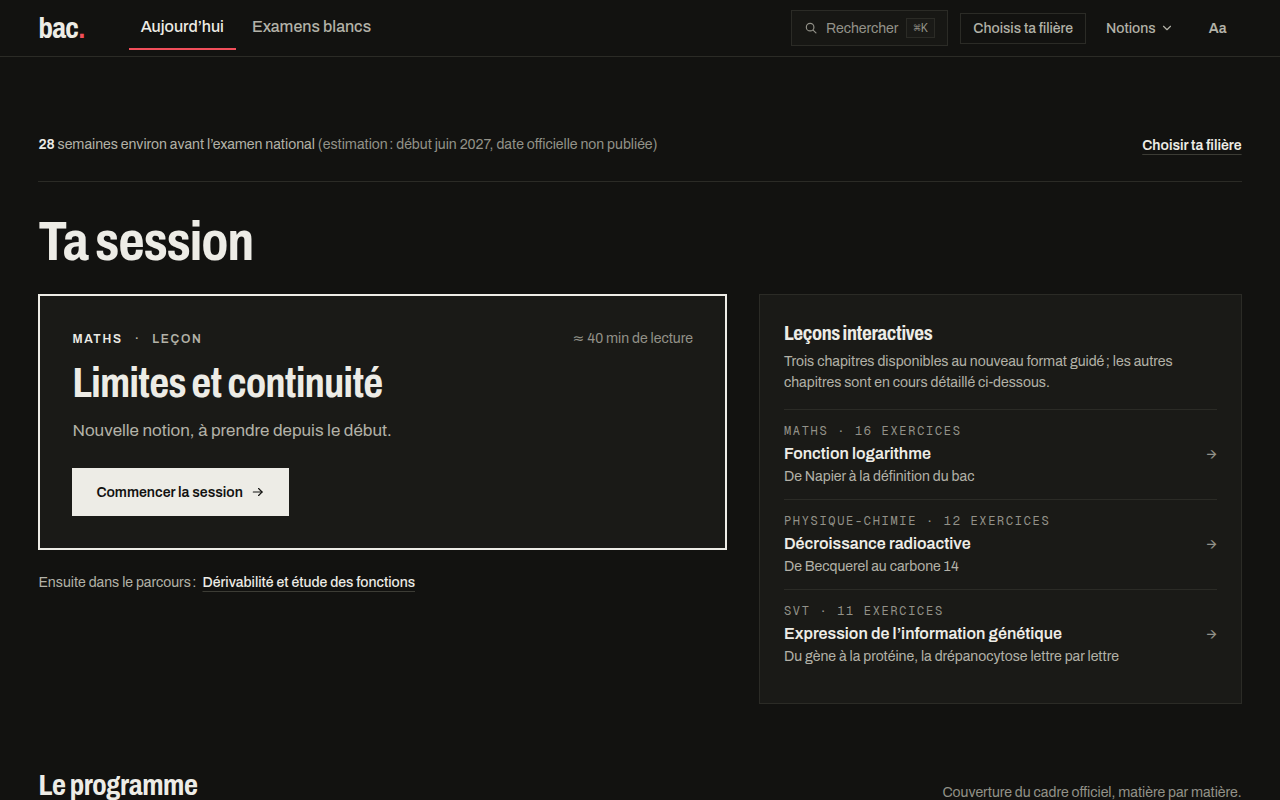 bac.
Aujourd’hui
Examens blancs
Rechercher ⌘K
Choisis ta filière
Notions
Aa
28 semaines environ avant l’examen national (estimation : début juin 2027, date officielle non publiée)
Choisir ta filière
Ta session
MATHS · LEÇON
≈ 40 min de lecture
Limites et continuité
Nouvelle notion, à prendre depuis le début.
Commencer la session →
Ensuite dans le parcours : Dérivabilité et étude des fonctions
Leçons interactives
Trois chapitres disponibles au nouveau format guidé ; les autres
chapitres sont en cours détaillé ci-dessous.
MATHS · 16 EXERCICES
Fonction logarithme →
De Napier à la définition du bac
PHYSIQUE-CHIMIE · 12 EXERCICES
Décroissance radioactive →
De Becquerel au carbone 14
SVT · 11 EXERCICES
Expression de l’information génétique →
Du gène à la protéine, la drépanocytose lettre par lettre
Le programme
Couverture du cadre officiel, matière par matière.